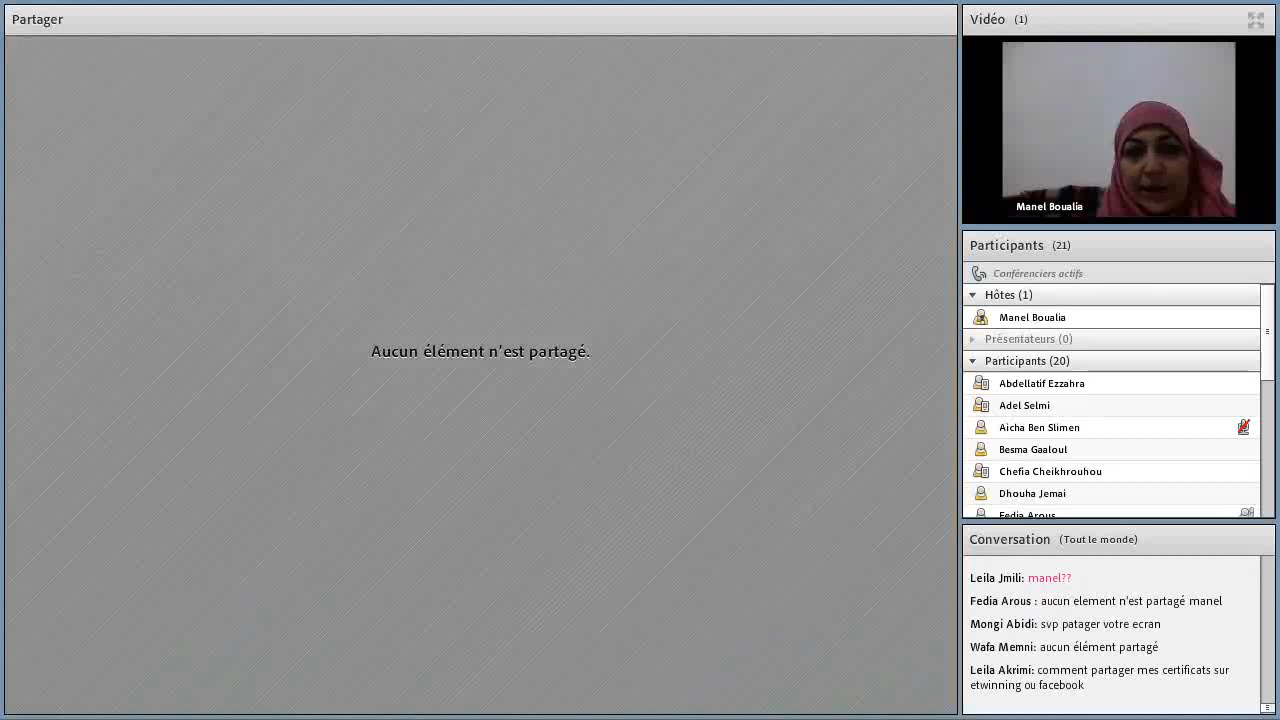 Partager
Aucun élément n'est partagé.
Vidéo (1)
Manel Boualia
Participants (21)
Conférenciers actifs
Hôtes (1)
Manel Boualia
Présentateurs (0)
Participants (20)
Abdellatif Ezzahra
Adel Selmi
Aicha Ben Slimen
Besma Gaaloul
Chefia Cheikhrouhou
Dhouha Jemai
Fedia Arous
Conversation (Tout le monde)
Leila Jmili: manel??
Fedia Arous : aucun element n'est partagé manel
Mongi Abidi: svp patager votre ecran
Wafa Memni: aucun élément partagé
Leila Akrimi: comment partager mes certificats sur
etwinning ou facebook